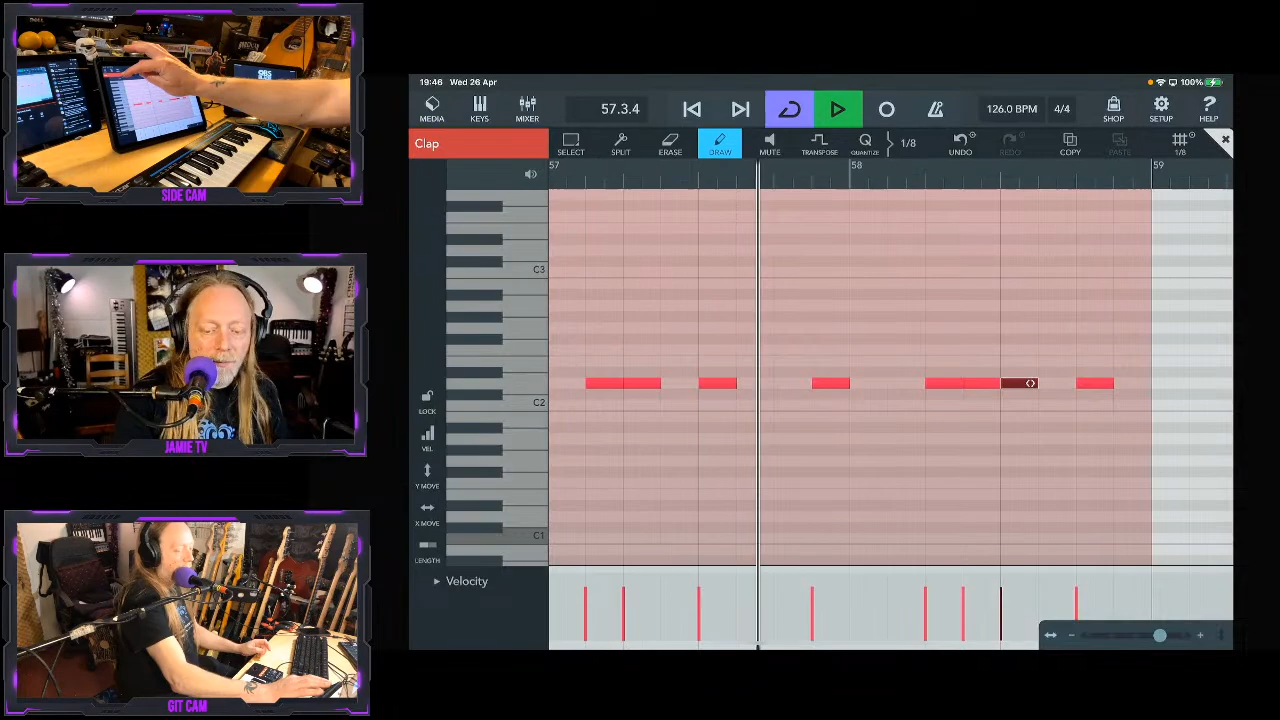 SIDE CAM
JAMIE TV
GIT CAM
OBS
19:46 Wed 26 Apr
100%
MEDIA
KEYS
MIXER
57.3.4
126.0 BPM
4/4
SHOP
SETUP
HELP
Clap
SELECT
SPLIT
ERASE
DRAW
MUTE
TRANSPOSE
QUANTIZE
1/8
UNDO
REDO
COPY
PASTE
1/8
57
58
59
C3
C2
C1
LOCK
VEL
Y MOVE
X MOVE
LENGTH
Velocity